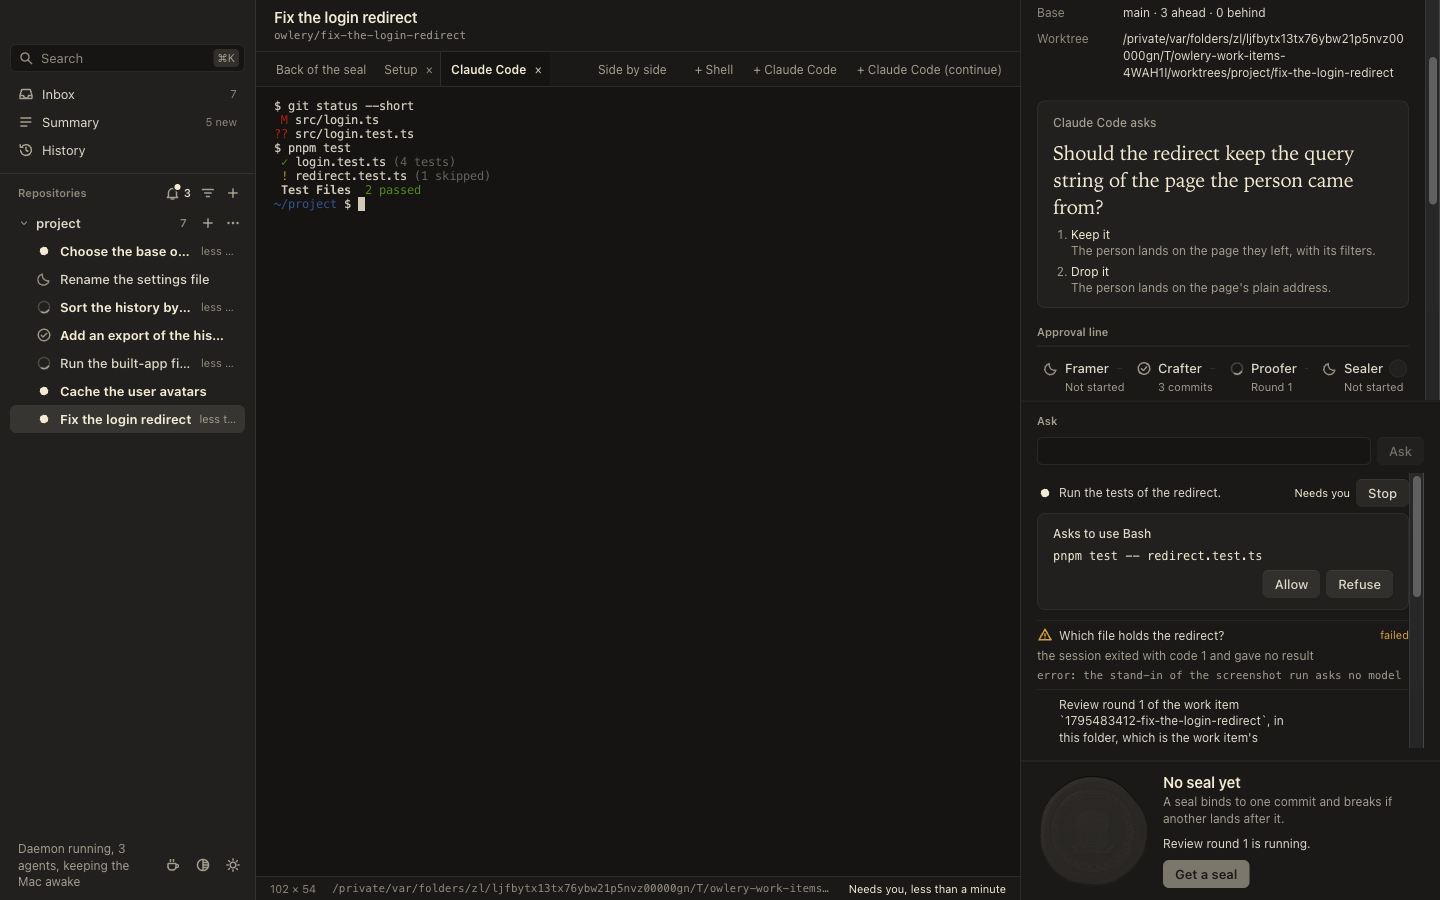 Search ⌘K
Inbox 7
Summary 5 new
History
Repositories 3
project 7
Choose the base o... less ...
Rename the settings file
Sort the history by... less ...
Add an export of the his...
Run the built-app fi... less ...
Cache the user avatars
Fix the login redirect less t...
Daemon running, 3
agents, keeping the
Mac awake
Fix the login redirect
owlery/fix-the-login-redirect
Back of the seal Setup × Claude Code × Side by side + Shell + Claude Code + Claude Code (continue)
$ git status --short
M src/login.ts
?? src/login.test.ts
$ pnpm test
✓ login.test.ts (4 tests)
! redirect.test.ts (1 skipped)
Test Files 2 passed
~/project $
102 × 54 /private/var/folders/zl/ljfbytx13tx76ybw21p5nvz00000gn/T/owlery-work-items… Needs you, less than a minute
Base main · 3 ahead · 0 behind
Worktree /private/var/folders/zl/ljfbytx13tx76ybw21p5nvz00
000gn/T/owlery-work-items-
4WAH1l/worktrees/project/fix-the-login-redirect
Claude Code asks
Should the redirect keep the query
string of the page the person came
from?
1. Keep it
The person lands on the page they left, with its filters.
2. Drop it
The person lands on the page's plain address.
Approval line
Framer Crafter Proofer Sealer
Not started 3 commits Round 1 Not started
Ask
Ask
Run the tests of the redirect. Needs you Stop
Asks to use Bash
pnpm test -- redirect.test.ts
Allow Refuse
Which file holds the redirect? failed
the session exited with code 1 and gave no result
error: the stand-in of the screenshot run asks no model
Review round 1 of the work item
`1795483412-fix-the-login-redirect`, in
this folder, which is the work item's
No seal yet
A seal binds to one commit and breaks if
another lands after it.
Review round 1 is running.
Get a seal